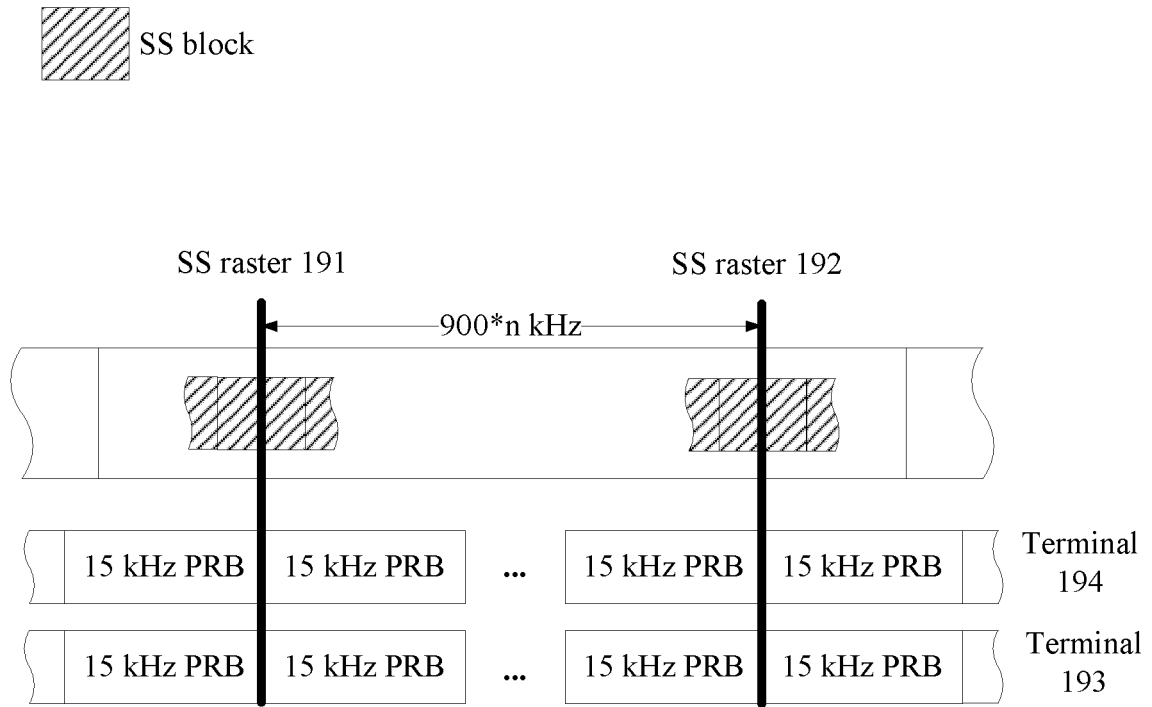 SS block
SS raster 191
SS raster 192
900*n kHz
15 kHz PRB 15 kHz PRB ... 15 kHz PRB 15 kHz PRB
Terminal
194
15 kHz PRB 15 kHz PRB ... 15 kHz PRB 15 kHz PRB
Terminal
193